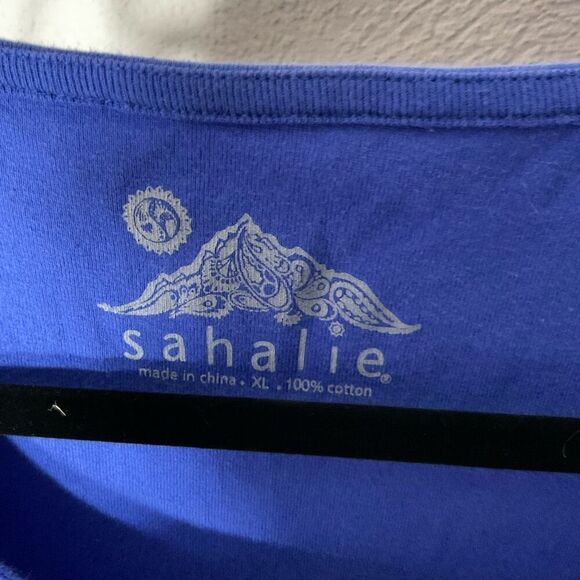 sahalie®
made in china • XL • 100% cotton